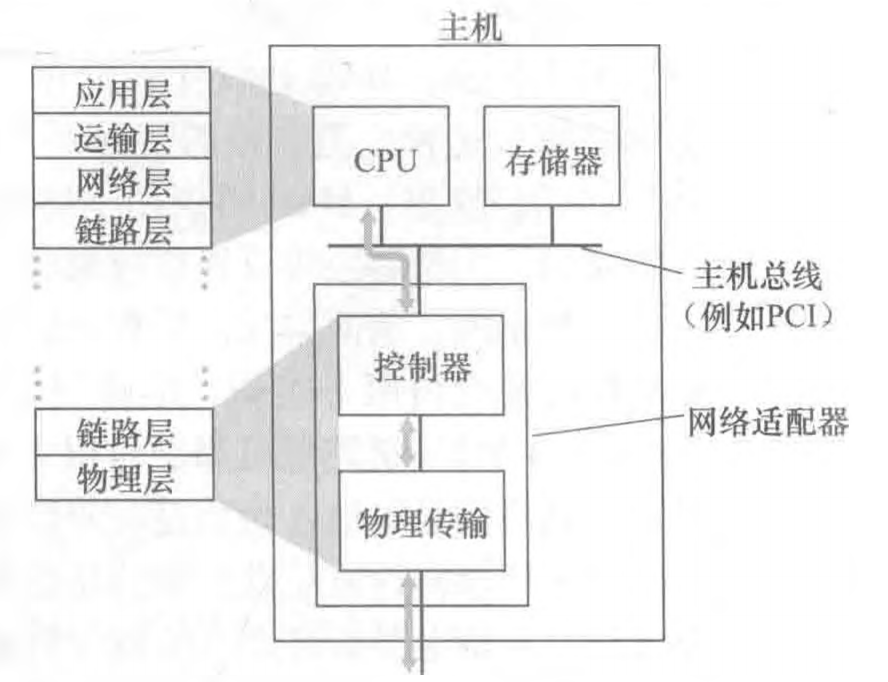 主机
应用层
运输层
网络层
链路层
CPU
存储器
主机总线
（例如PCI）
控制器
网络适配器
链路层
物理层
物理传输